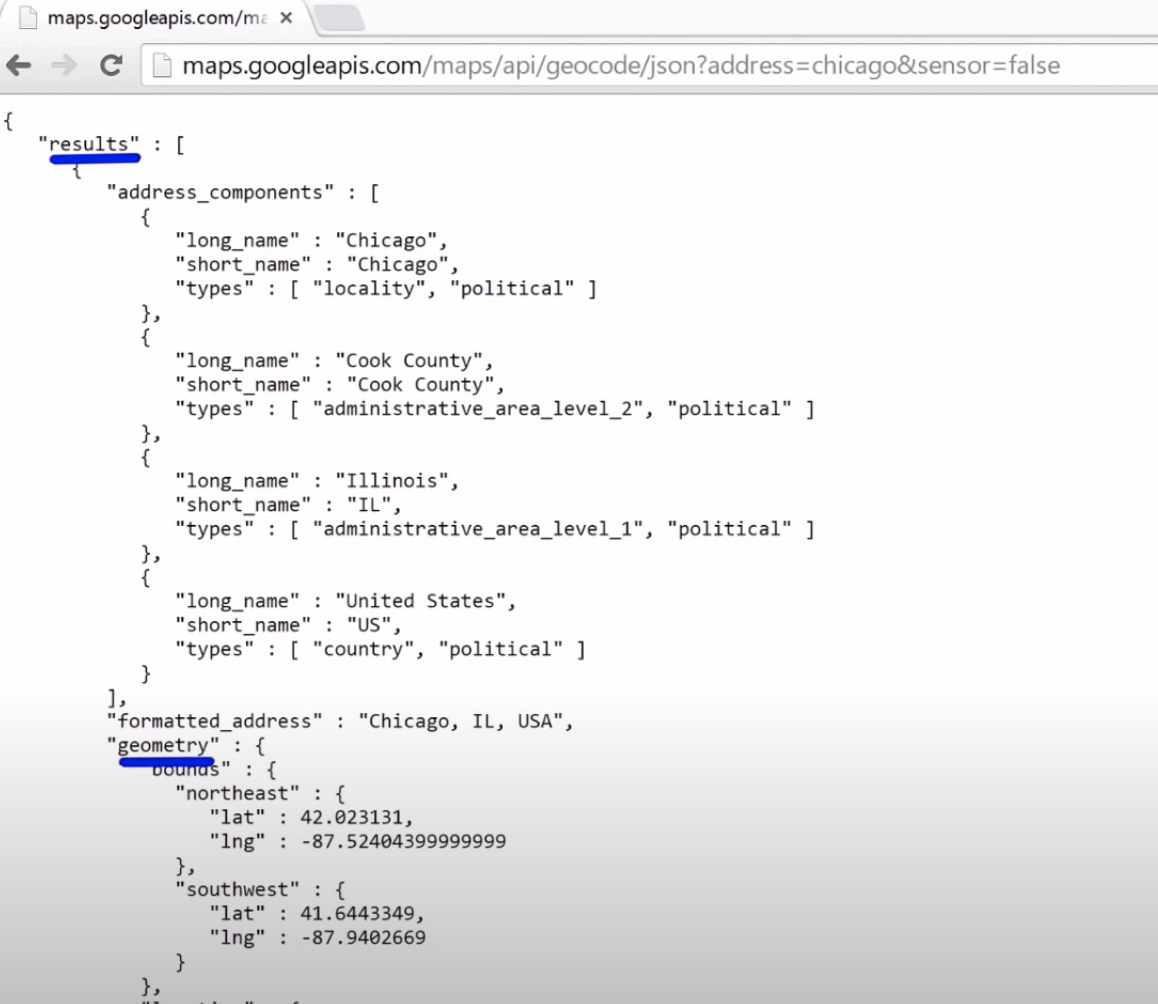 maps.googleapis.com/ma
maps.googleapis.com/maps/api/geocode/json?address=chicago&sensor=false
{
"results" : [
{
"address_components" : [
{
"long_name" : "Chicago",
"short_name" : "Chicago",
"types" : [ "locality", "political" ]
},
{
"long_name" : "Cook County",
"short_name" : "Cook County",
"types" : [ "administrative_area_level_2", "political" ]
},
{
"long_name" : "Illinois",
"short_name" : "IL",
"types" : [ "administrative_area_level_1", "political" ]
},
{
"long_name" : "United States",
"short_name" : "US",
"types" : [ "country", "political" ]
}
],
"formatted_address" : "Chicago, IL, USA",
"geometry" : {
bounds" : {
"northeast" : {
"lat" : 42.023131,
"lng" : -87.52404399999999
},
"southwest" : {
"lat" : 41.6443349,
"lng" : -87.9402669
}
},